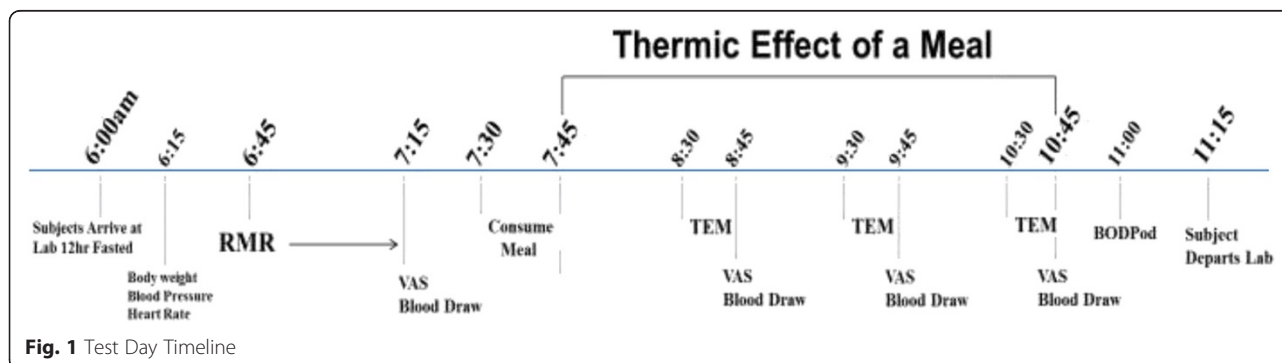 Thermic Effect of a Meal
6:00am 6:15 6:45 7:15 7:30 7:45 8:30 8:45 9:30 9:45 10:30 10:45 11:00 11:15
Subjects Arrive at
Lab 12hr Fasted
Body weight
Blood Pressure
Heart Rate
RMR
VAS
Blood Draw
Consume
Meal
TEM
VAS
Blood Draw
TEM
VAS
Blood Draw
TEM
VAS
Blood Draw
BODPod
Subject
Departs Lab
Fig. 1 Test Day Timeline